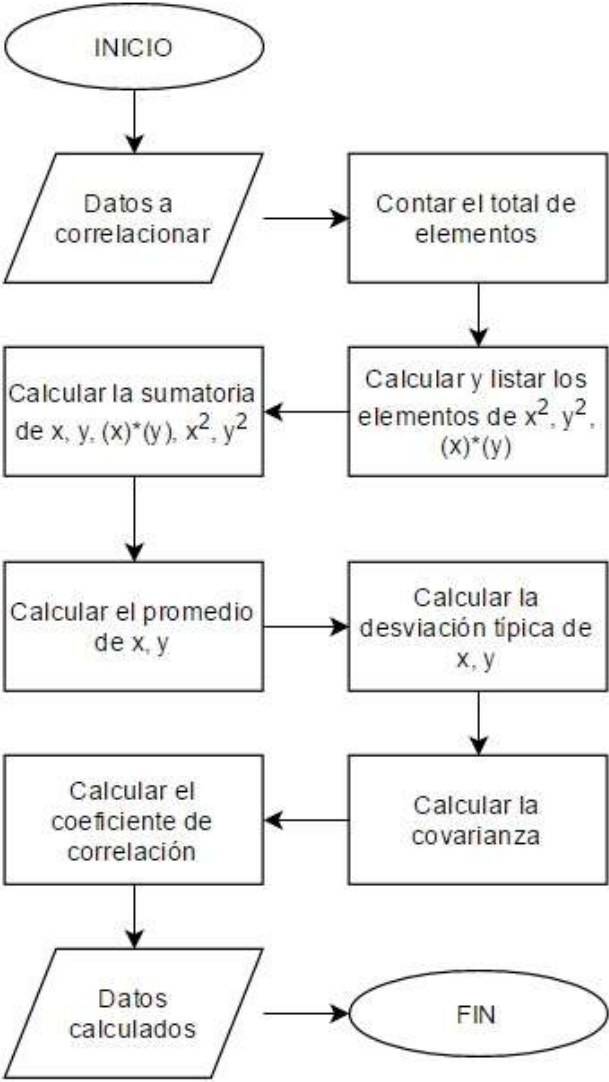 INICIO
Datos a
correlacionar
Contar el total de
elementos
Calcular y listar los
elementos de x², y²,
(x)*(y)
Calcular la sumatoria
de x, y, (x)*(y), x², y²
Calcular el promedio
de x, y
Calcular la
desviación típica de
x, y
Calcular la
covarianza
Calcular el
coeficiente de
correlación
Datos
calculados
FIN